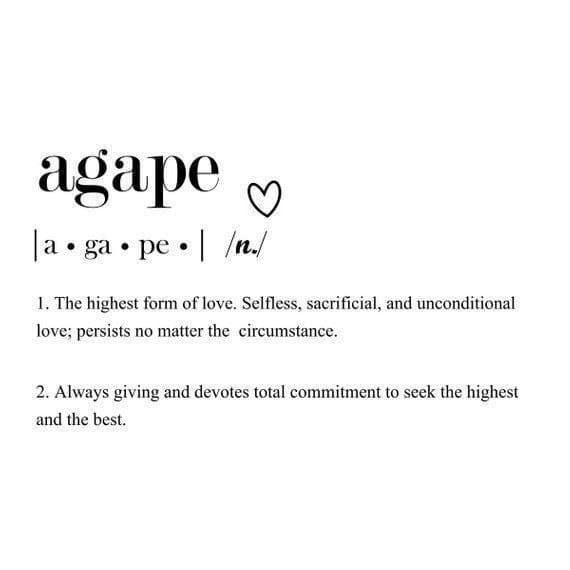 agape
|a • ga • pe •| /n./
1. The highest form of love. Selfless, sacrificial, and unconditional
love; persists no matter the  circumstance.
2. Always giving and devotes total commitment to seek the highest
and the best.